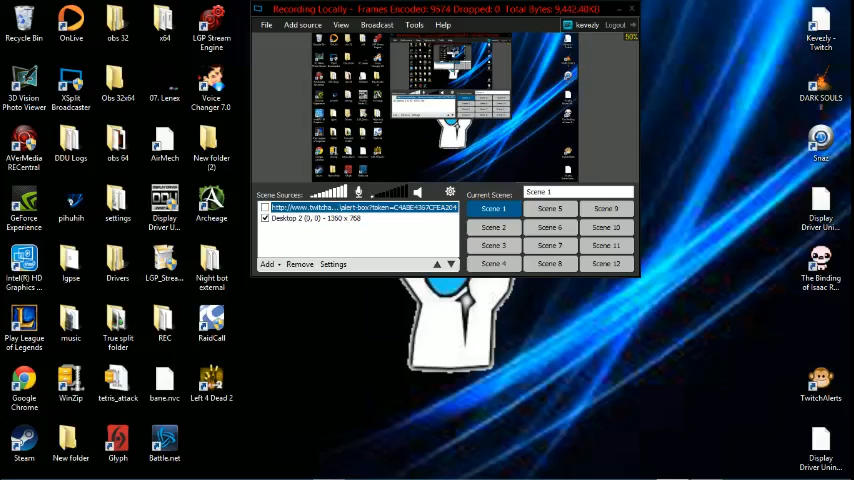 Recording Locally - Frames Encoded: 9574 Dropped: 0 Total Bytes: 9,442.40KB
File Add source View Broadcast Tools Help
kevezly Logout
50%
Scene Sources:
Current Scene:
Scene 1
Desktop 2 (0, 0) - 1360 x 768
Add Remove Settings
Scene 1 Scene 5 Scene 9
Scene 2 Scene 6 Scene 10
Scene 3 Scene 7 Scene 11
Scene 4 Scene 8 Scene 12
Recycle Bin
OnLive
obs 32
x64
LGP Stream
Engine
3D Vision
Photo Viewer
XSplit
Broadcaster
Obs 32x64
07. Lenex
Voice
Changer 7.0
AVerMedia
RECentral
DDU Logs
obs 64
AirMech
New folder
(2)
GeForce
Experience
pihuhih
settings
Display
Driver U...
Archeage
Intel(R) HD
Graphics ...
lgpse
Drivers
LGP_Strea...
Night bot
external
Play League
of Legends
music
True split
folder
REC
RaidCall
Google
Chrome
WinZip
tetris_attack
bane.nvc
Left 4 Dead 2
Steam
New folder
Glyph
Battle.net
Kevezly -
Twitch
DARK SOULS
II
Snaz
Display
Driver Uni...
The Binding
of Isaac R...
TwitchAlerts
Display
Driver Unin...